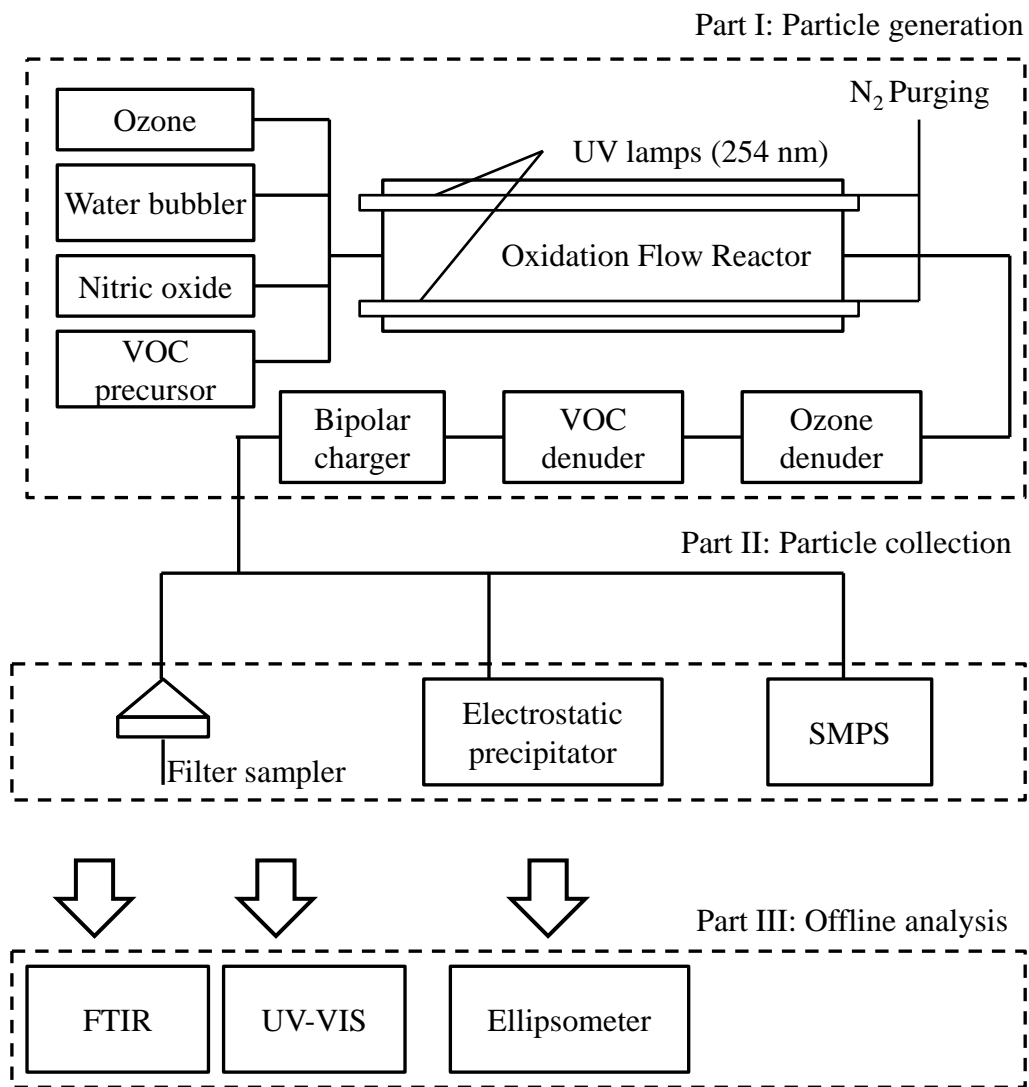 Part I: Particle generation
N₂ Purging
Ozone
UV lamps (254 nm)
Water bubbler
Oxidation Flow Reactor
Nitric oxide
VOC
precursor
Bipolar
charger
VOC
denuder
Ozone
denuder
Part II: Particle collection
Filter sampler
Electrostatic
precipitator
SMPS
Part III: Offline analysis
FTIR
UV-VIS
Ellipsometer